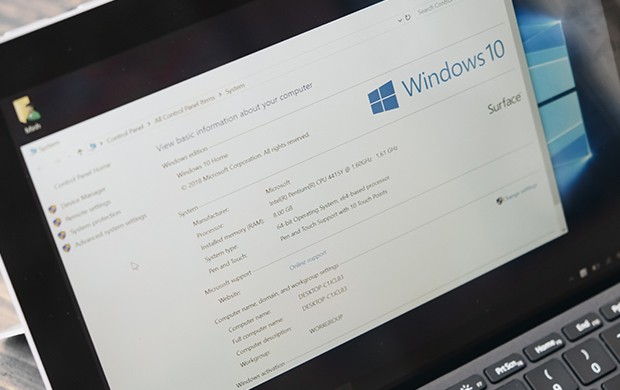 Minh
System
Search Control
Control Panel > All Control Panel Items > System
Control Panel Home
Device Manager
Remote settings
System protection
Advanced system settings
View basic information about your computer
Windows edition
Windows 10 Home
© 2018 Microsoft Corporation. All rights reserved.
Windows 10
System
Manufacturer: Microsoft
Processor: Intel(R) Pentium(R) CPU 4415Y @ 1.60GHz 1.61 GHz
Installed memory (RAM): 8.00 GB
System type: 64-bit Operating System, x64-based processor
Pen and Touch: Pen and Touch Support with 10 Touch Points
Surface
Microsoft support
Website: Online support
Computer name, domain, and workgroup settings
Computer name:
Change settings
Full computer name:
Computer description:
Workgroup: WORKGROUP
Windows activation
PrtScn
Home
End